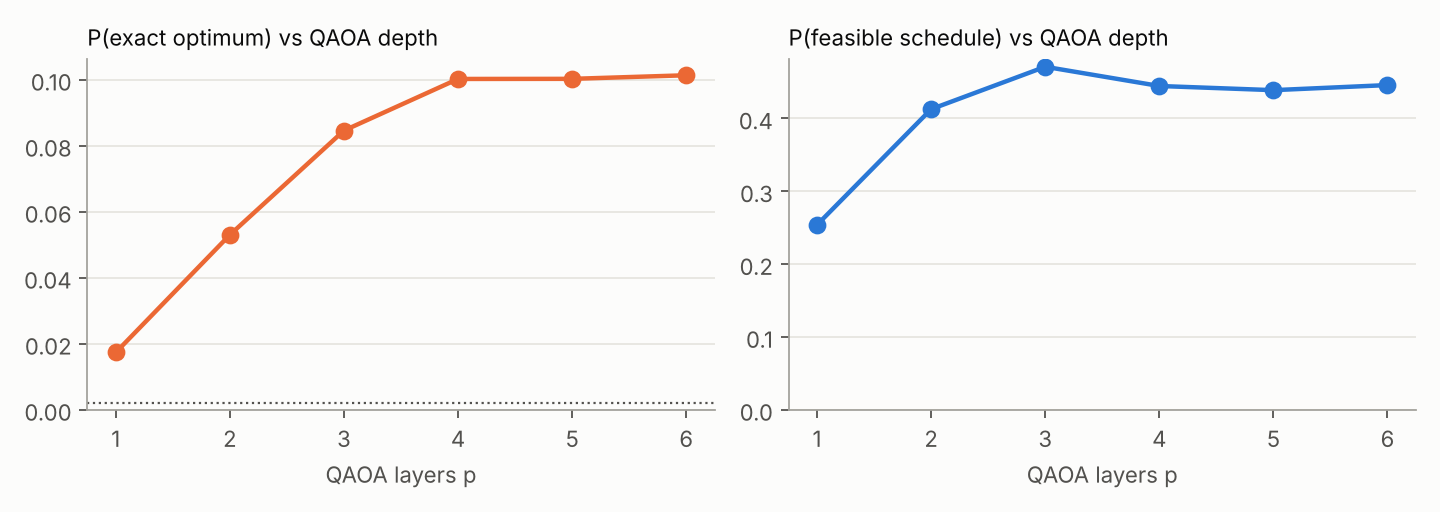 P(exact optimum) vs QAOA depth
0.10
0.08
0.06
0.04
0.02
0.00
1 2 3 4 5 6
QAOA layers p
P(feasible schedule) vs QAOA depth
0.4
0.3
0.2
0.1
0.0
1 2 3 4 5 6
QAOA layers p